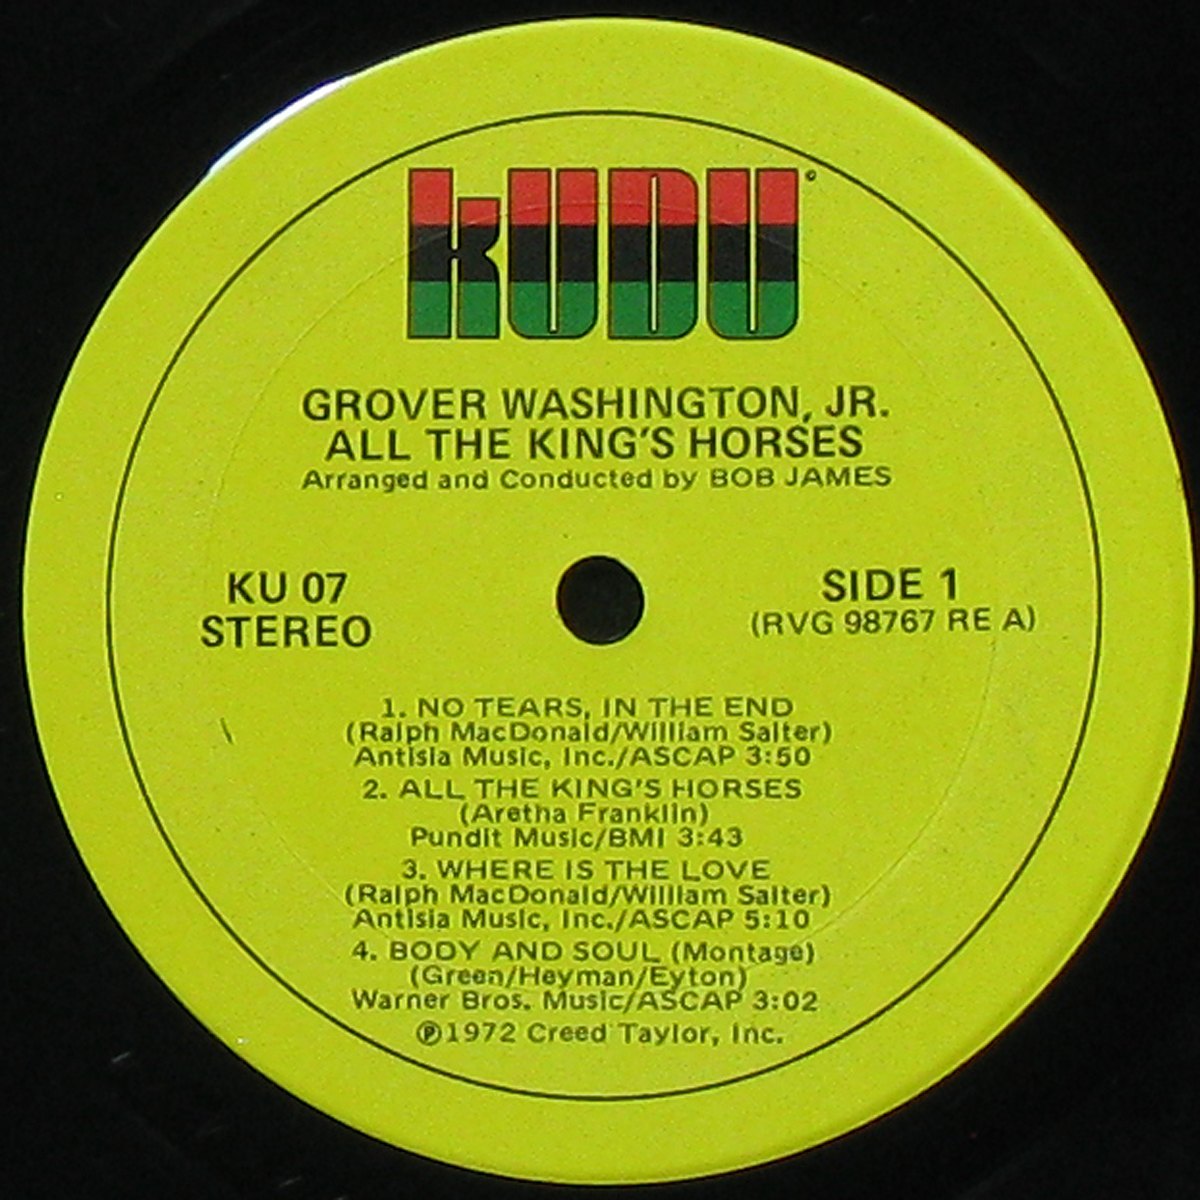 KUDU
GROVER WASHINGTON, JR.
ALL THE KING'S HORSES
Arranged and Conducted by BOB JAMES
KU 07
STEREO
SIDE 1
(RVG 98767 RE A)
1. NO TEARS, IN THE END
(Ralph MacDonald/William Salter)
Antisia Music, Inc./ASCAP 3:50
2. ALL THE KING'S HORSES
(Aretha Franklin)
Pundit Music/BMI 3:43
3. WHERE IS THE LOVE
(Ralph MacDonald/William Salter)
Antisia Music, Inc./ASCAP 5:10
4. BODY AND SOUL (Montage)
(Green/Heyman/Eyton)
Warner Bros. Music/ASCAP 3:02
℗1972 Creed Taylor, Inc.